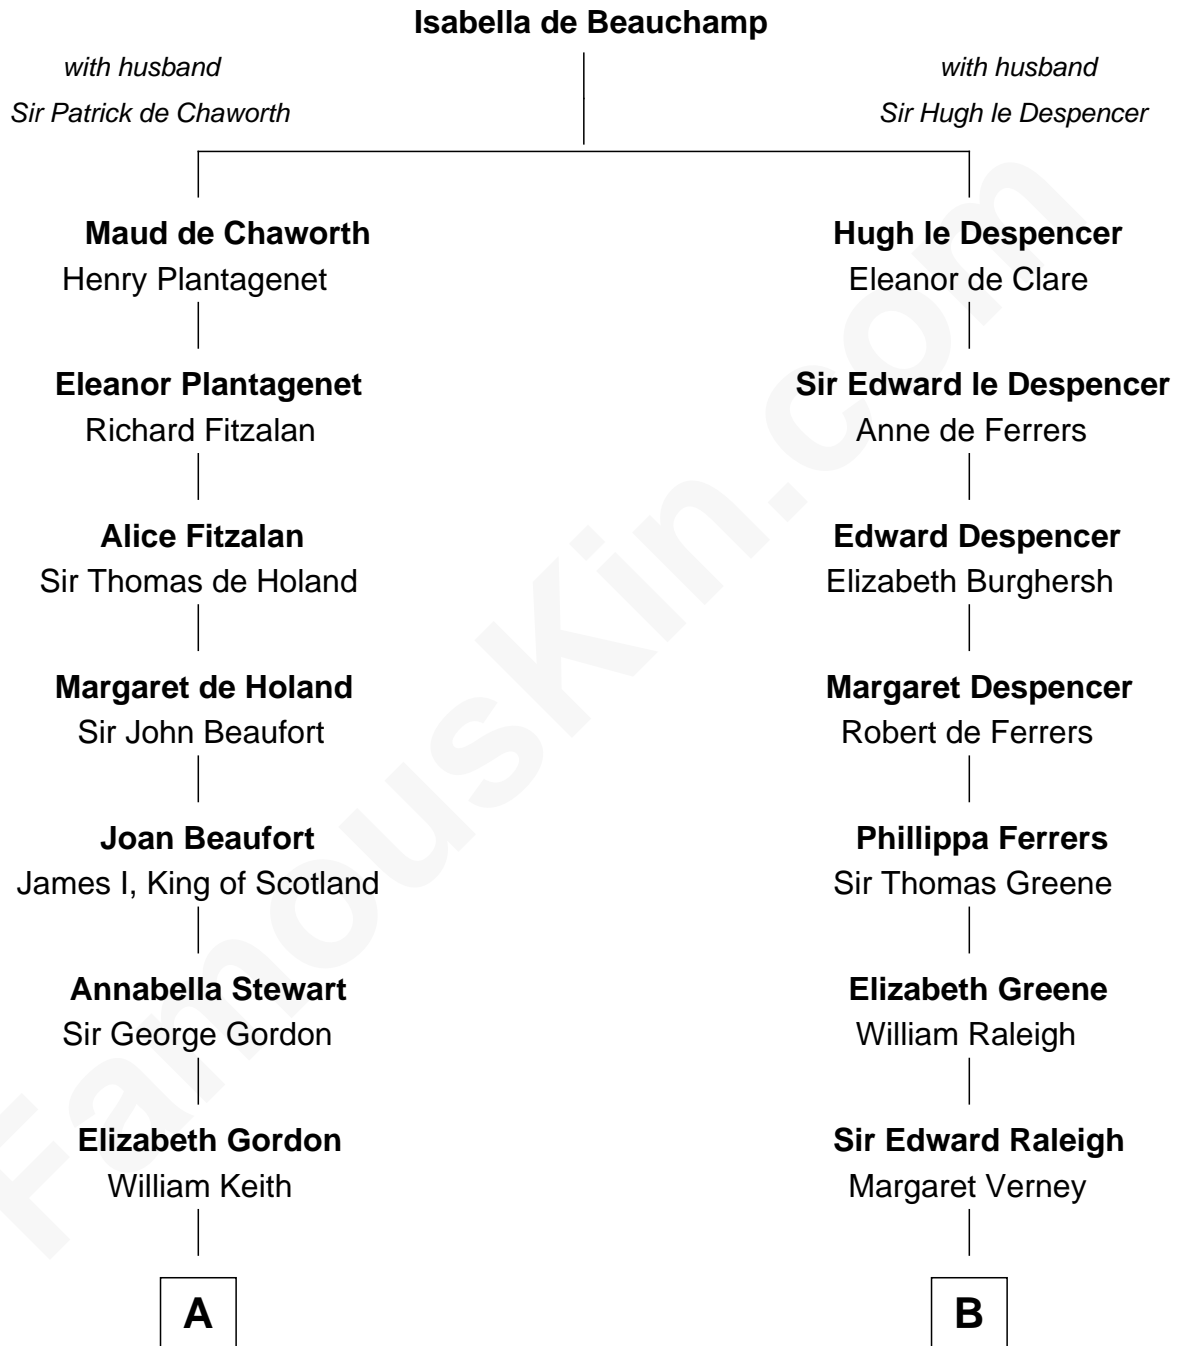 Isabella de Beauchamp
with husband
Sir Patrick de Chaworth
with husband
Sir Hugh le Despencer
Maud de Chaworth
Henry Plantagenet
Hugh le Despencer
Eleanor de Clare
Eleanor Plantagenet
Richard Fitzalan
Sir Edward le Despencer
Anne de Ferrers
Alice Fitzalan
Sir Thomas de Holand
Edward Despencer
Elizabeth Burghersh
Margaret de Holand
Sir John Beaufort
Margaret Despencer
Robert de Ferrers
Joan Beaufort
James I, King of Scotland
Phillippa Ferrers
Sir Thomas Greene
Annabella Stewart
Sir George Gordon
Elizabeth Greene
William Raleigh
Elizabeth Gordon
William Keith
Sir Edward Raleigh
Margaret Verney
A
B
FamousKin.com